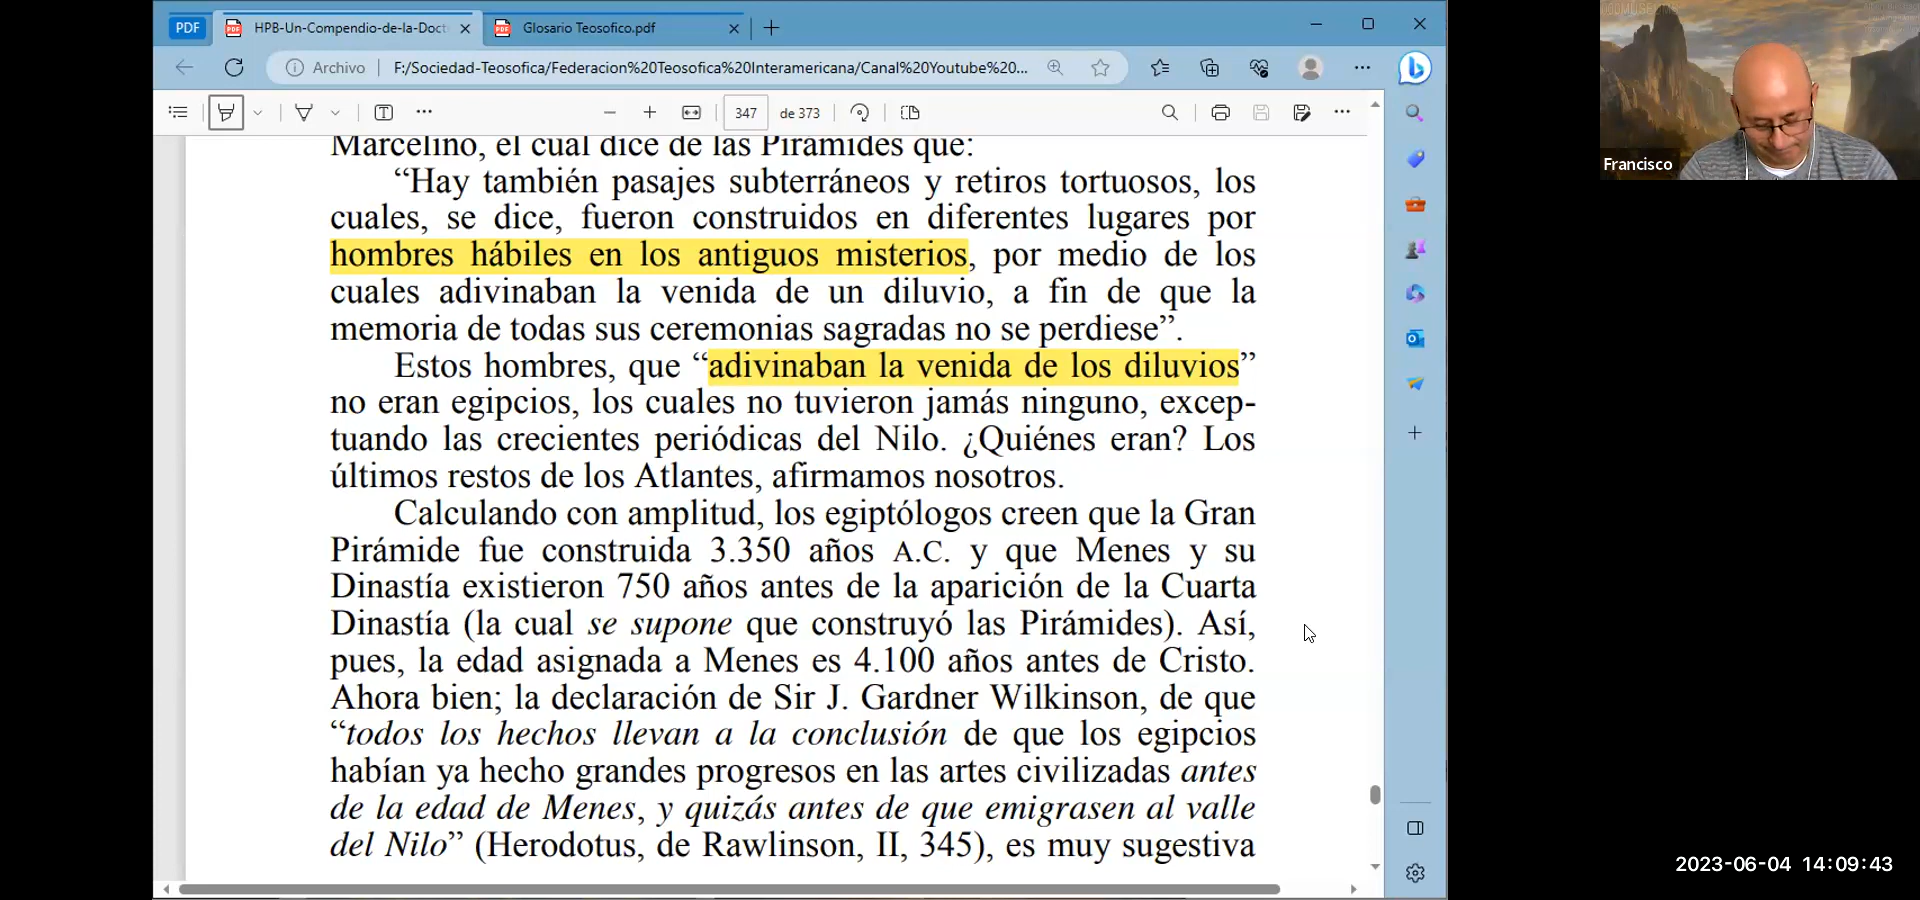 PDF
HPB-Un-Compendio-de-la-Doct
Glosario Teosofico.pdf
Archivo
F:/Sociedad-Teosofica/Federacion%20Teosofica%20Interamericana/Canal%20Youtube%20...
347
de 373
Marcelino, el cual dice de las Pirámides que:
“Hay también pasajes subterráneos y retiros tortuosos, los
cuales, se dice, fueron construidos en diferentes lugares por
hombres hábiles en los antiguos misterios, por medio de los
cuales adivinaban la venida de un diluvio, a fin de que la
memoria de todas sus ceremonias sagradas no se perdiese”.
Estos hombres, que “adivinaban la venida de los diluvios”
no eran egipcios, los cuales no tuvieron jamás ninguno, excep-
tuando las crecientes periódicas del Nilo. ¿Quiénes eran? Los
últimos restos de los Atlantes, afirmamos nosotros.
Calculando con amplitud, los egiptólogos creen que la Gran
Pirámide fue construida 3.350 años A.C. y que Menes y su
Dinastía existieron 750 años antes de la aparición de la Cuarta
Dinastía (la cual se supone que construyó las Pirámides). Así,
pues, la edad asignada a Menes es 4.100 años antes de Cristo.
Ahora bien; la declaración de Sir J. Gardner Wilkinson, de que
“todos los hechos llevan a la conclusión de que los egipcios
habían ya hecho grandes progresos en las artes civilizadas antes
de la edad de Menes, y quizás antes de que emigrasen al valle
del Nilo” (Herodotus, de Rawlinson, II, 345), es muy sugestiva
Francisco
2023-06-04 14:09:43